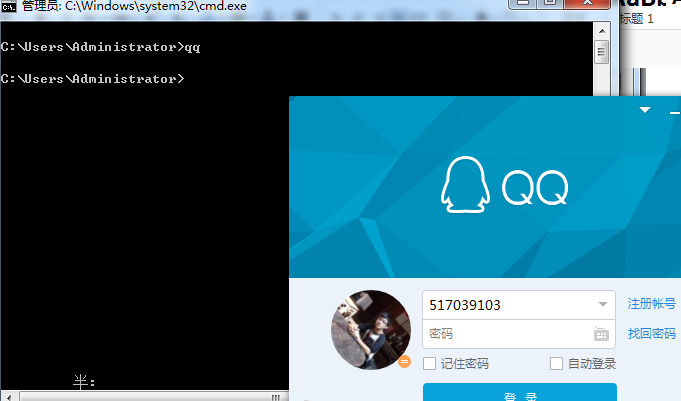 管理员: C:\Windows\system32\cmd.exe
标题 1
C:\Users\Administrator>qq
C:\Users\Administrator>
QQ
517039103
注册帐号
密码
找回密码
记住密码
自动登录
登 录
半: